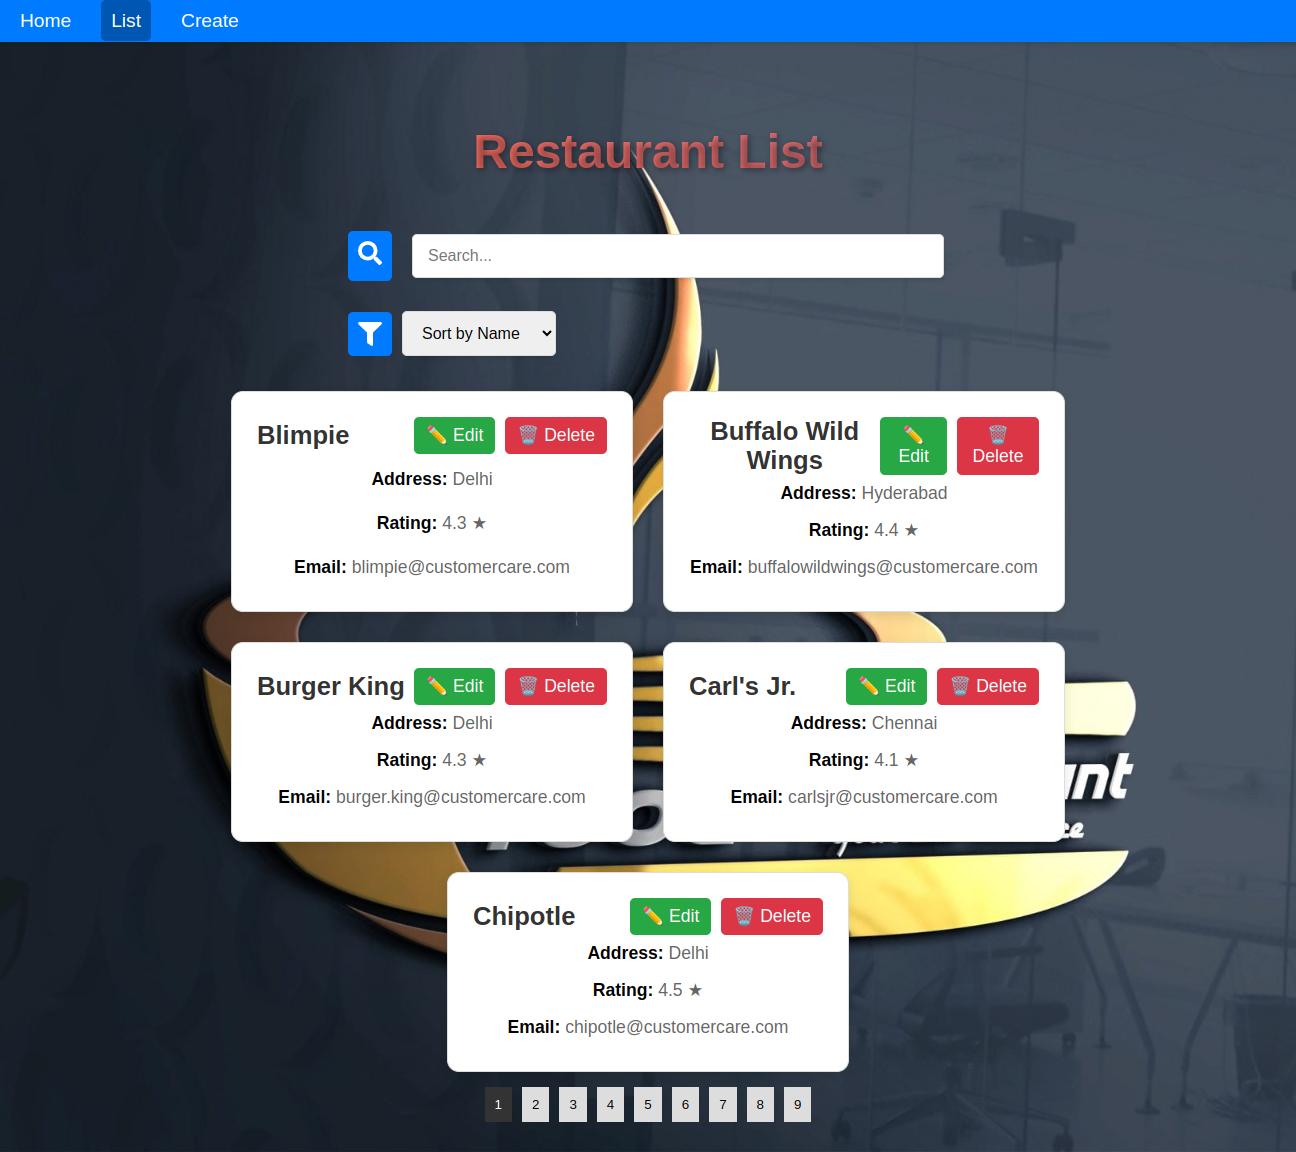 Home List Create
Restaurant List
Search...
Sort by Name
Blimpie
✏️ Edit
🗑️ Delete
Address: Delhi
Rating: 4.3 ★
Email: blimpie@customercare.com
Buffalo Wild
Wings
✏️
Edit
🗑️
Delete
Address: Hyderabad
Rating: 4.4 ★
Email: buffalowildwings@customercare.com
Burger King
✏️ Edit
🗑️ Delete
Address: Delhi
Rating: 4.3 ★
Email: burger.king@customercare.com
Carl's Jr.
✏️ Edit
🗑️ Delete
Address: Chennai
Rating: 4.1 ★
Email: carlsjr@customercare.com
Chipotle
✏️ Edit
🗑️ Delete
Address: Delhi
Rating: 4.5 ★
Email: chipotle@customercare.com
1 2 3 4 5 6 7 8 9